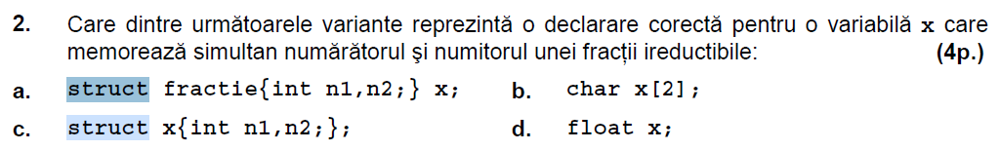 2. Care dintre următoarele variante reprezintă o declarare corectă pentru o variabilă x care
memorează simultan numărătorul şi numitorul unei fracţii ireductibile: (4p.)
a. struct fractie{int n1,n2;} x; b. char x[2];
c. struct x{int n1,n2;}; d. float x;